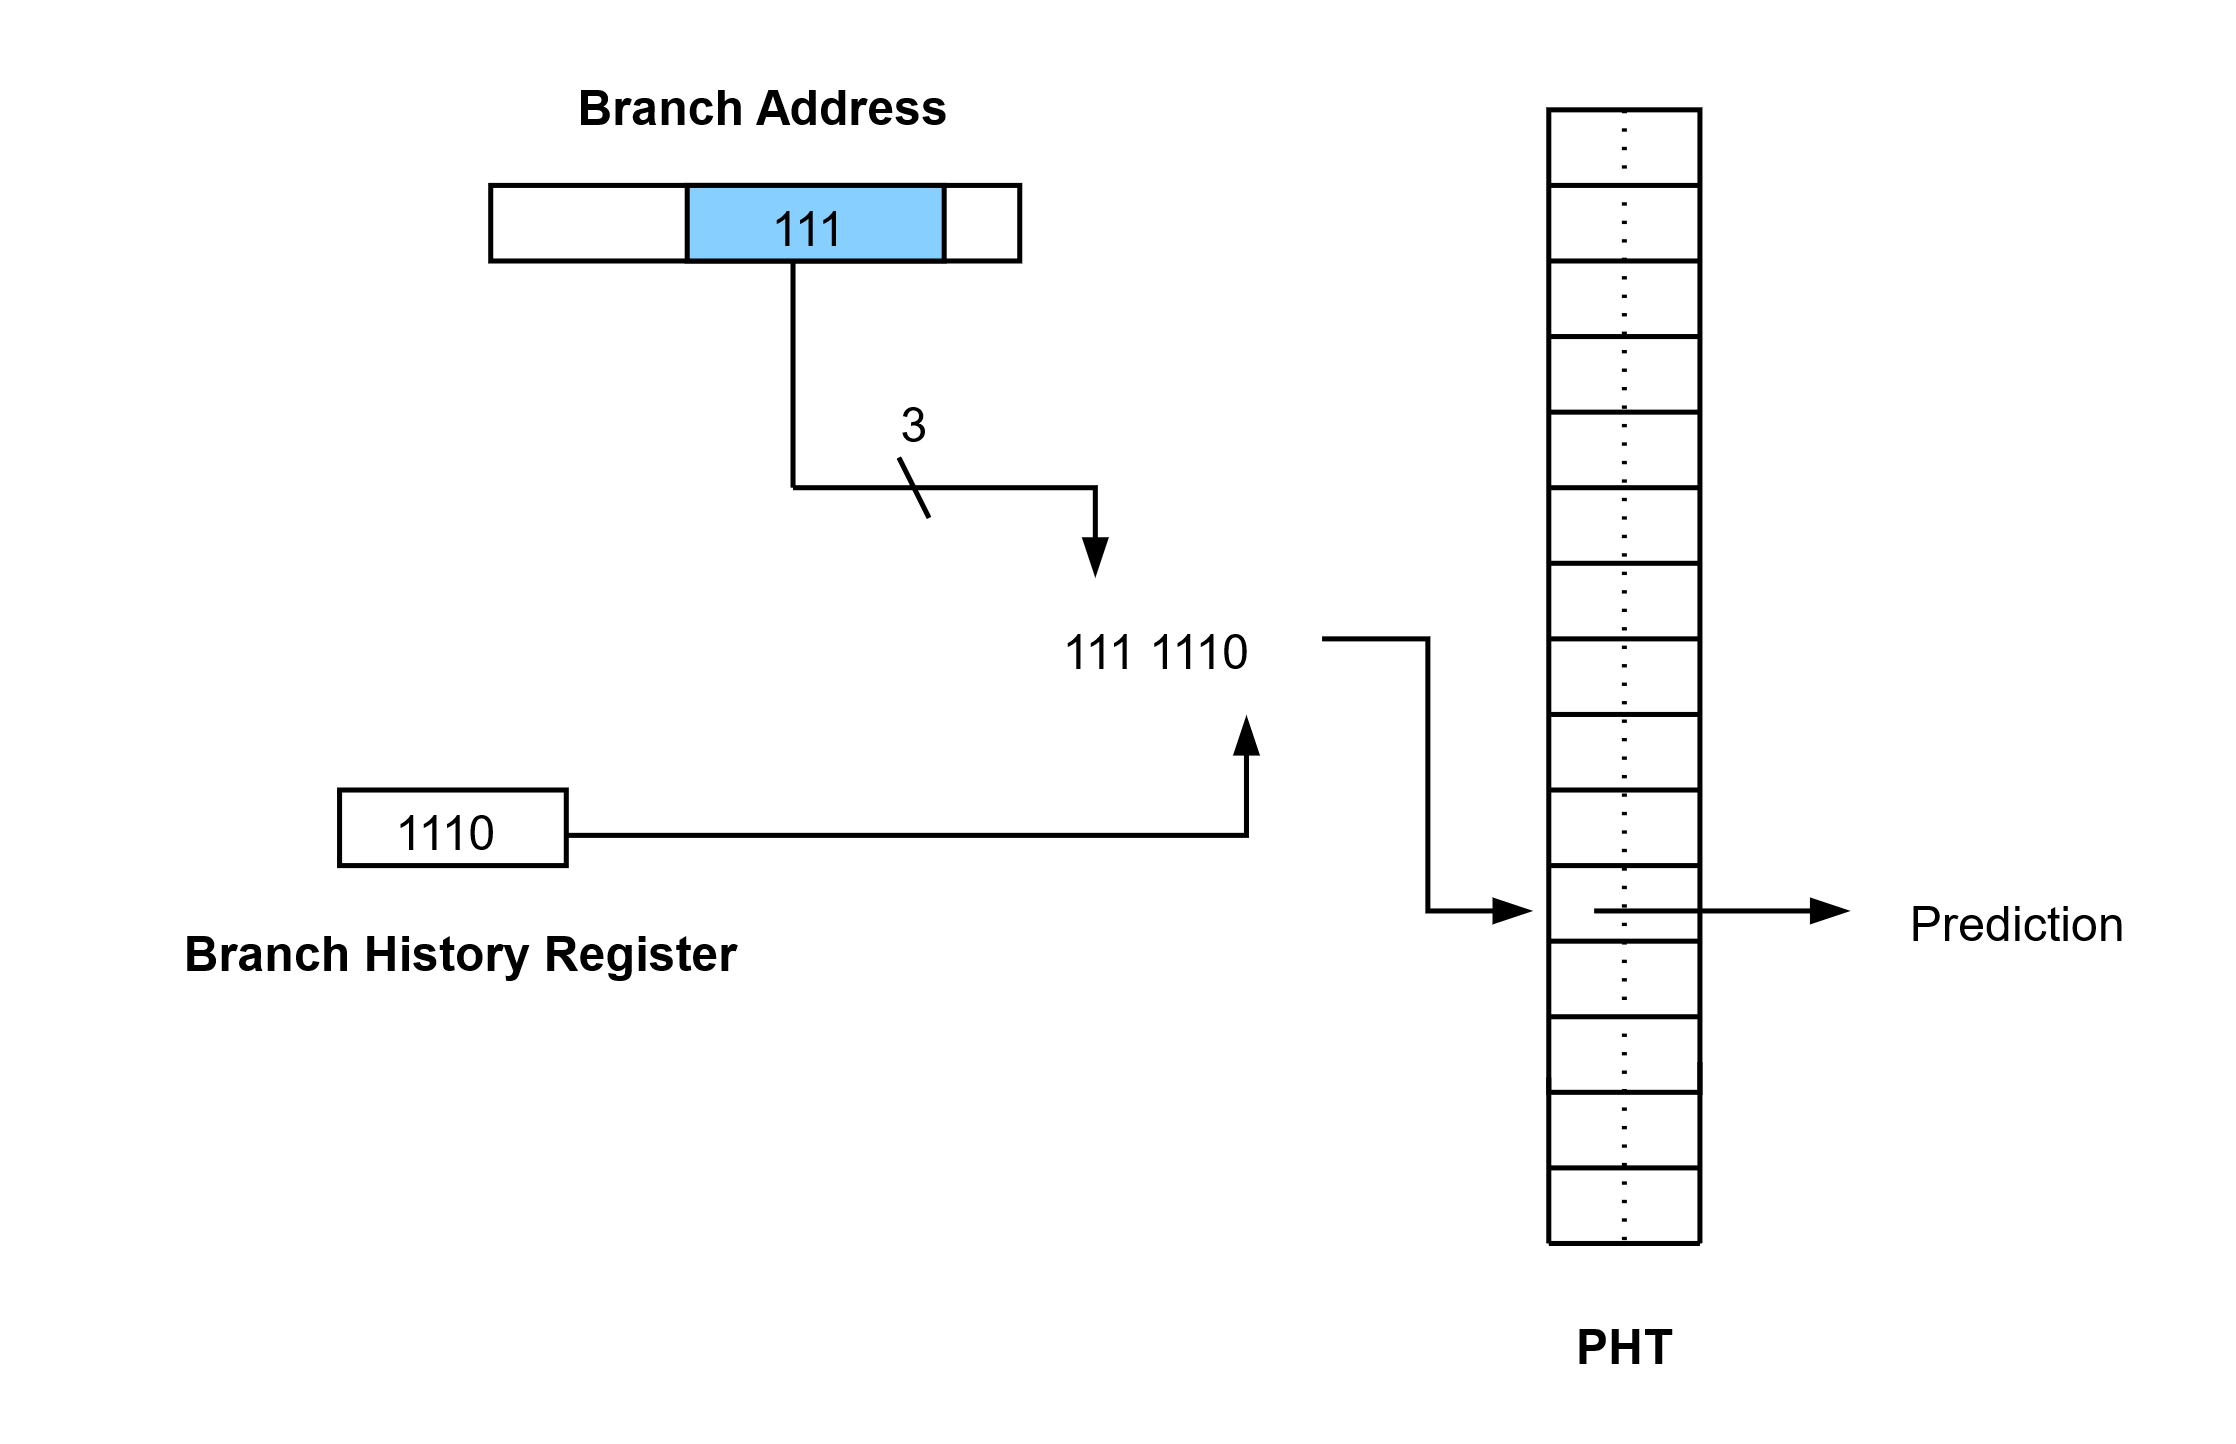 Branch Address
111
3
111 1110
1110
Branch History Register
Prediction
PHT